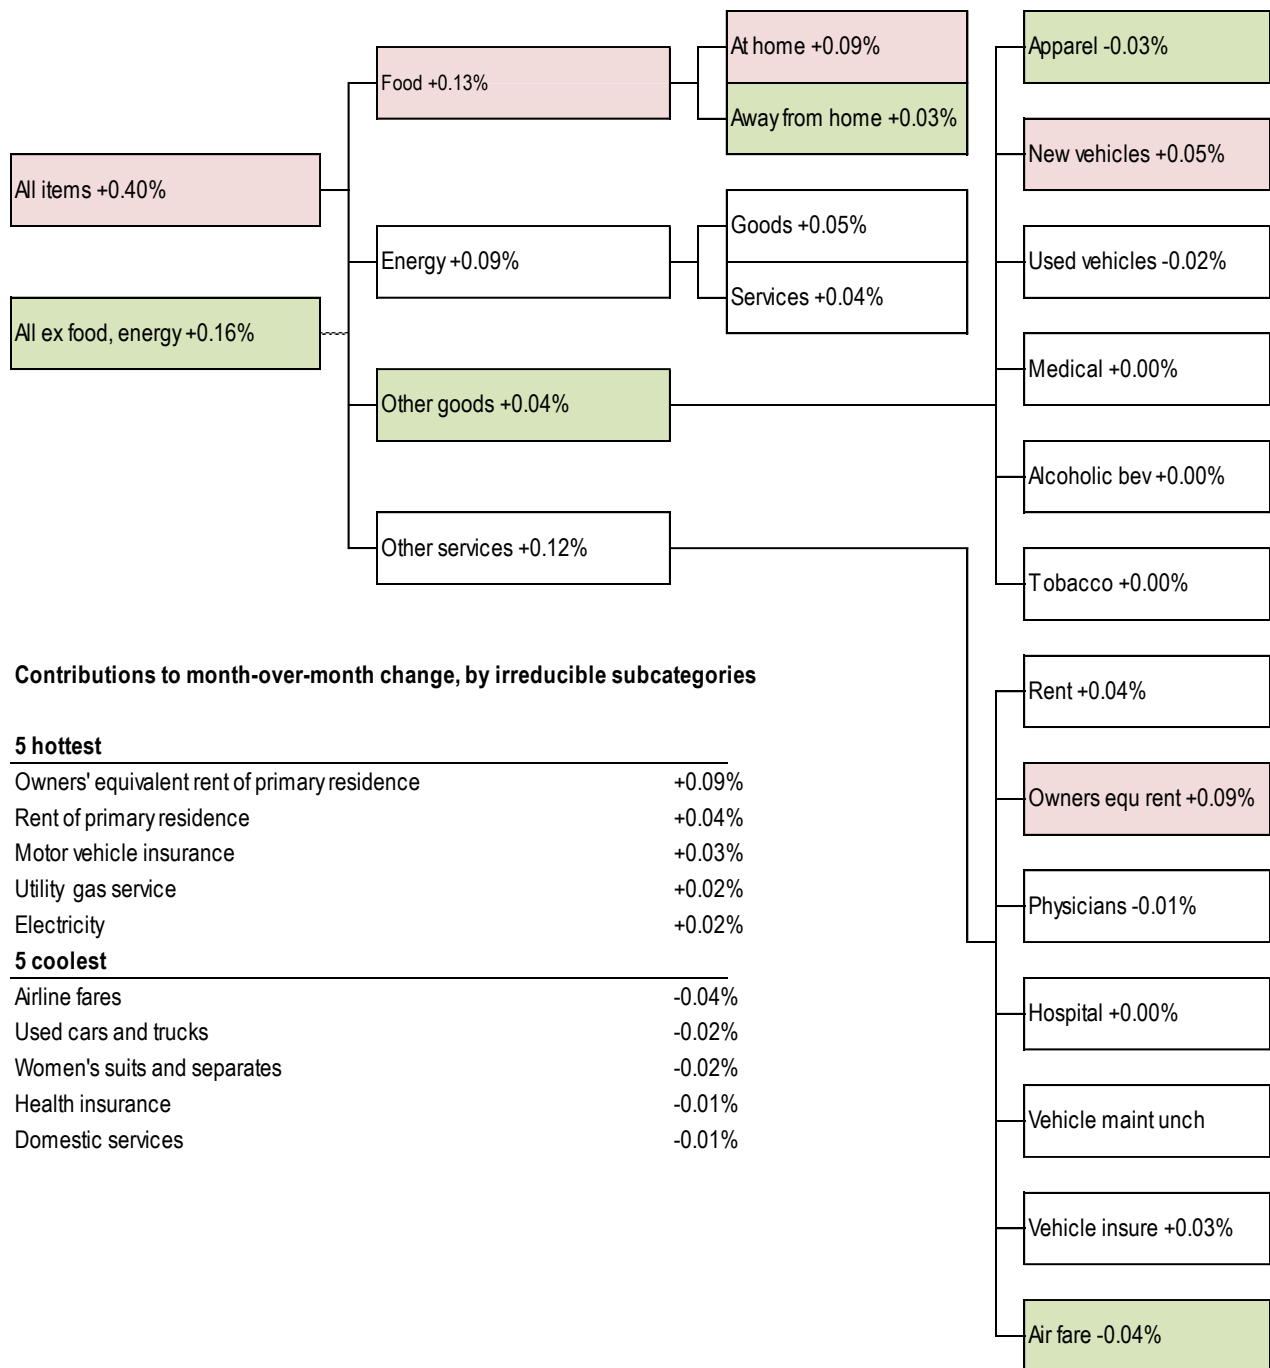 All items +0.40%
All ex food, energy +0.16%
Food +0.13%
Energy +0.09%
Other goods +0.04%
Other services +0.12%
At home +0.09%
Away from home +0.03%
Goods +0.05%
Services +0.04%
Apparel -0.03%
New vehicles +0.05%
Used vehicles -0.02%
Medical +0.00%
Alcoholic bev +0.00%
Tobacco +0.00%
Rent +0.04%
Owners equ rent +0.09%
Physicians -0.01%
Hospital +0.00%
Vehicle maint unch
Vehicle insure +0.03%
Air fare -0.04%
Contributions to month-over-month change, by irreducible subcategories
5 hottest
Owners' equivalent rent of primary residence +0.09%
Rent of primary residence +0.04%
Motor vehicle insurance +0.03%
Utility gas service +0.02%
Electricity +0.02%
5 coolest
Airline fares -0.04%
Used cars and trucks -0.02%
Women's suits and separates -0.02%
Health insurance -0.01%
Domestic services -0.01%